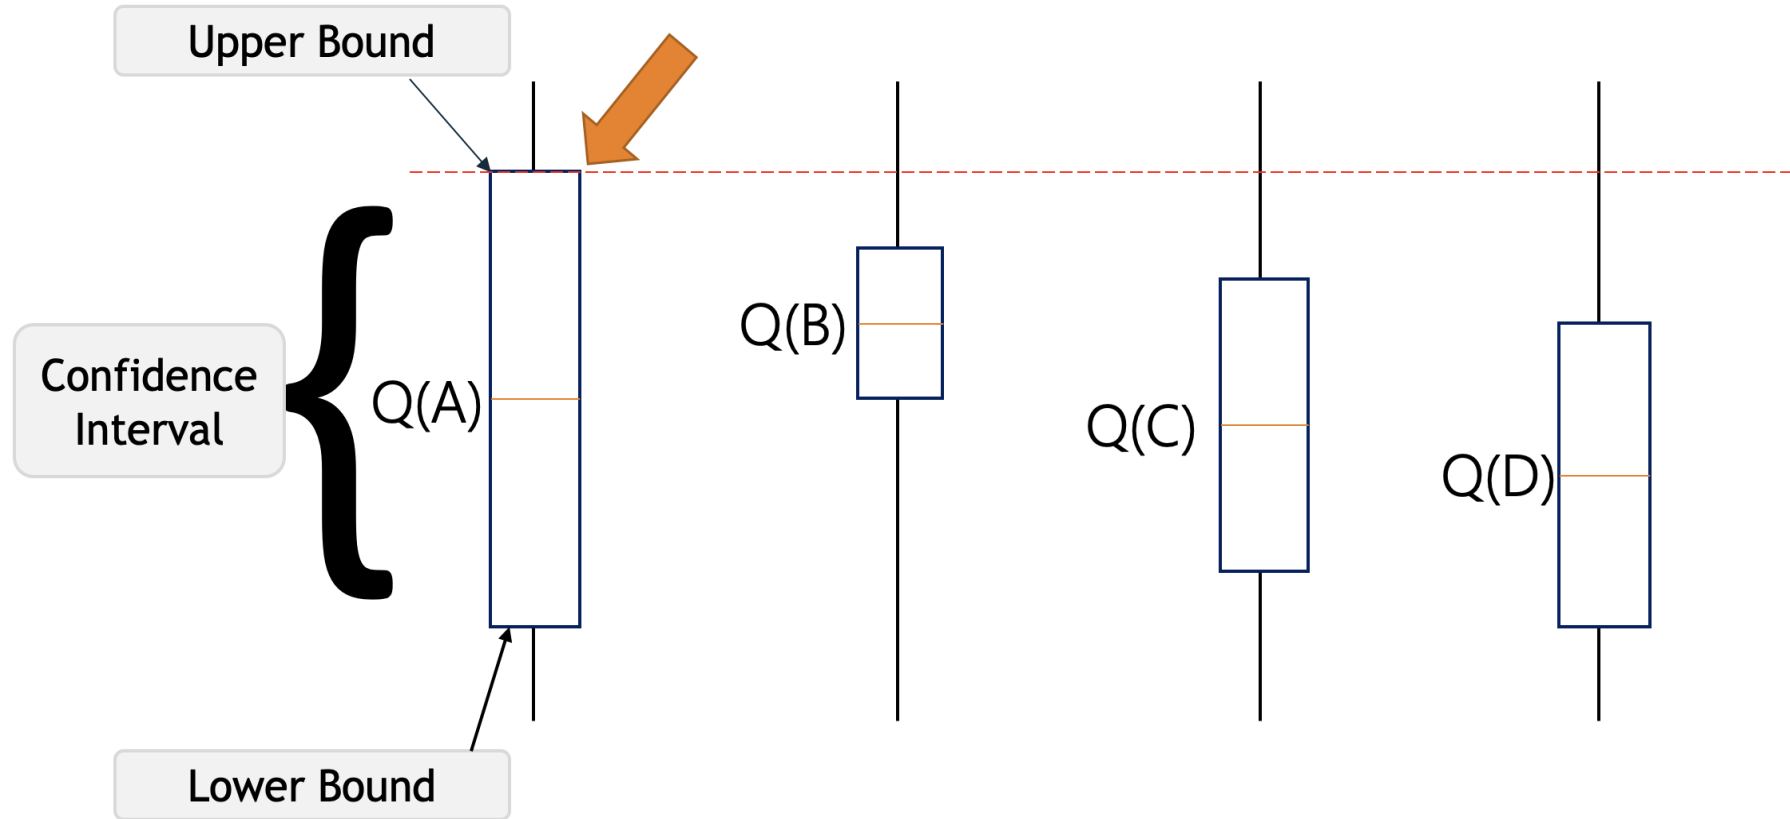 Upper Bound
Confidence
Interval
Q(A)
Q(B)
Q(C)
Q(D)
Lower Bound